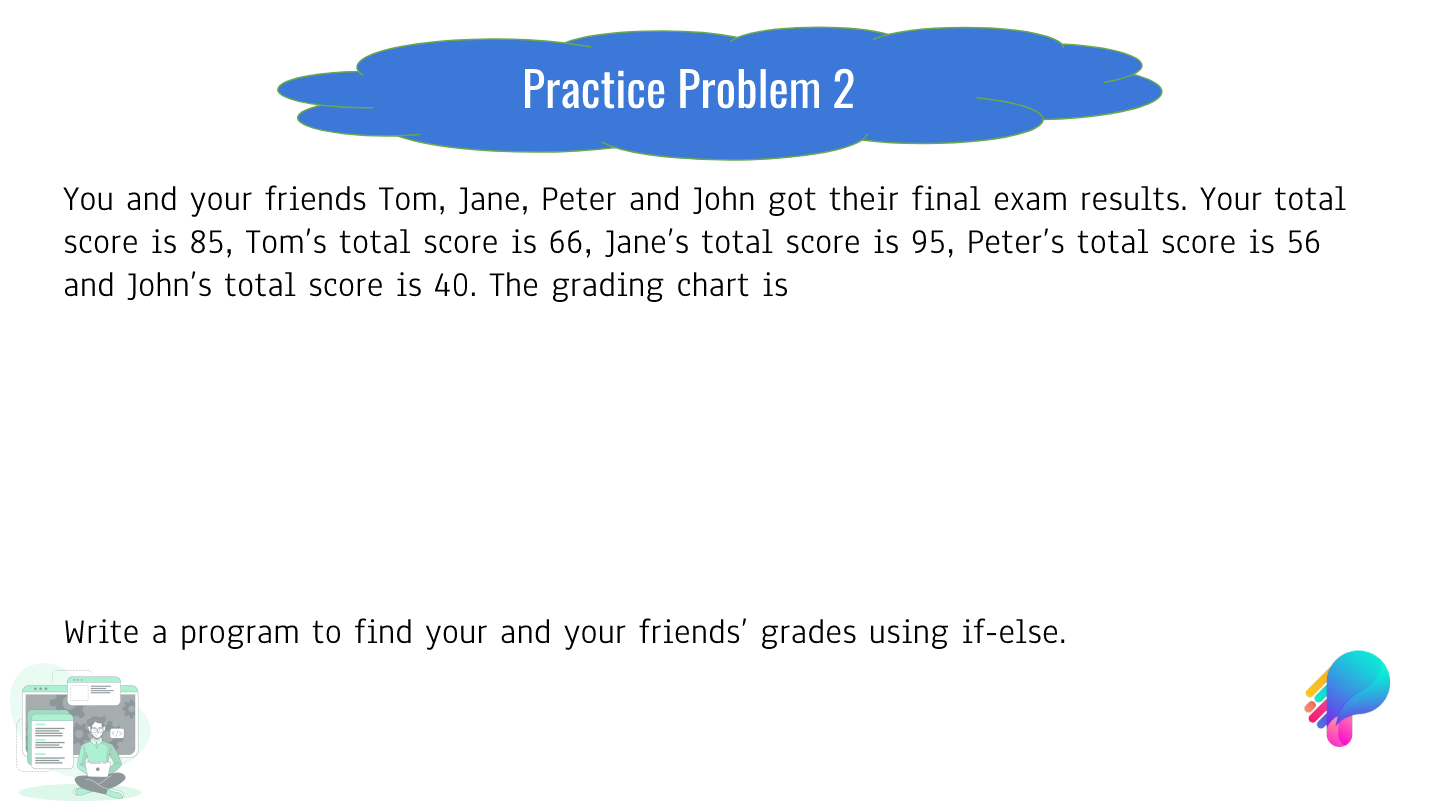 Practice Problem 2
You and your friends Tom, Jane, Peter and John got their final exam results. Your total
score is 85, Tom's total score is 66, Jane's total score is 95, Peter's total score is 56
and John's total score is 40. The grading chart is
Write a program to find your and your friends' grades using if-else.